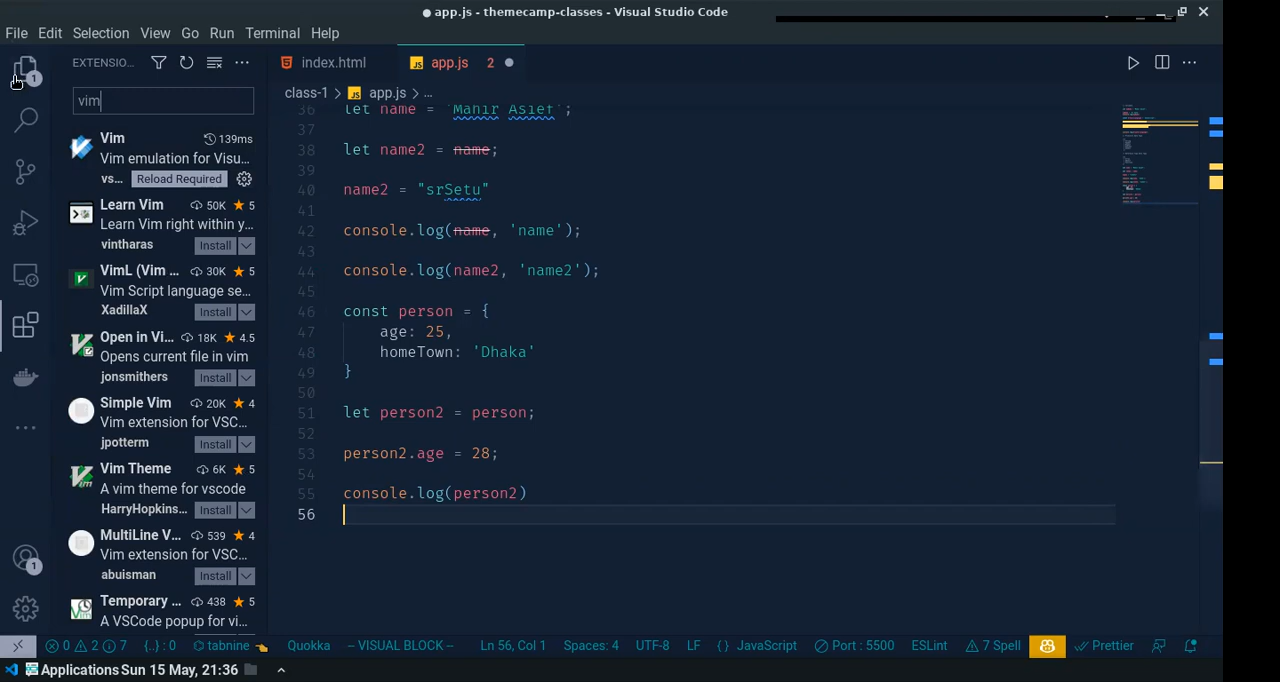 ● app.js - themecamp-classes - Visual Studio Code
File Edit Selection View Go Run Terminal Help
EXTENSIO... ...
index.html
app.js 2
class-1 > app.js > ...
1
vim
Vim 139ms
Vim emulation for Visu...
vs... Reload Required
Learn Vim 50K ★ 5
Learn Vim right within y...
vintharas Install
VimL (Vim ... 30K ★ 5
Vim Script language se...
XadillaX Install
Open in Vi... 18K ★ 4.5
Opens current file in vim
jonsmithers Install
Simple Vim 20K ★ 4
Vim extension for VSC...
jpotterm Install
Vim Theme 6K ★ 5
A vim theme for vscode
HarryHopkins... Install
MultiLine V... 539 ★ 4
Vim extension for VSC...
abuisman Install
Temporary ... 438 ★ 5
A VSCode popup for vi...
1
36 let name = 'Mahir Asief';
37
38 let name2 = name;
39
40 name2 = "srSetu"
41
42 console.log(name, 'name');
43
44 console.log(name2, 'name2');
45
46 const person = {
47 age: 25,
48 homeTown: 'Dhaka'
49 }
50
51 let person2 = person;
52
53 person2.age = 28;
54
55 console.log(person2)
56
0 2 7 {..} : 0 tabnine Quokka -- VISUAL BLOCK -- Ln 56, Col 1 Spaces: 4 UTF-8 LF {} JavaScript Port : 5500 ESLint 7 Spell Prettier
Applications Sun 15 May, 21:36